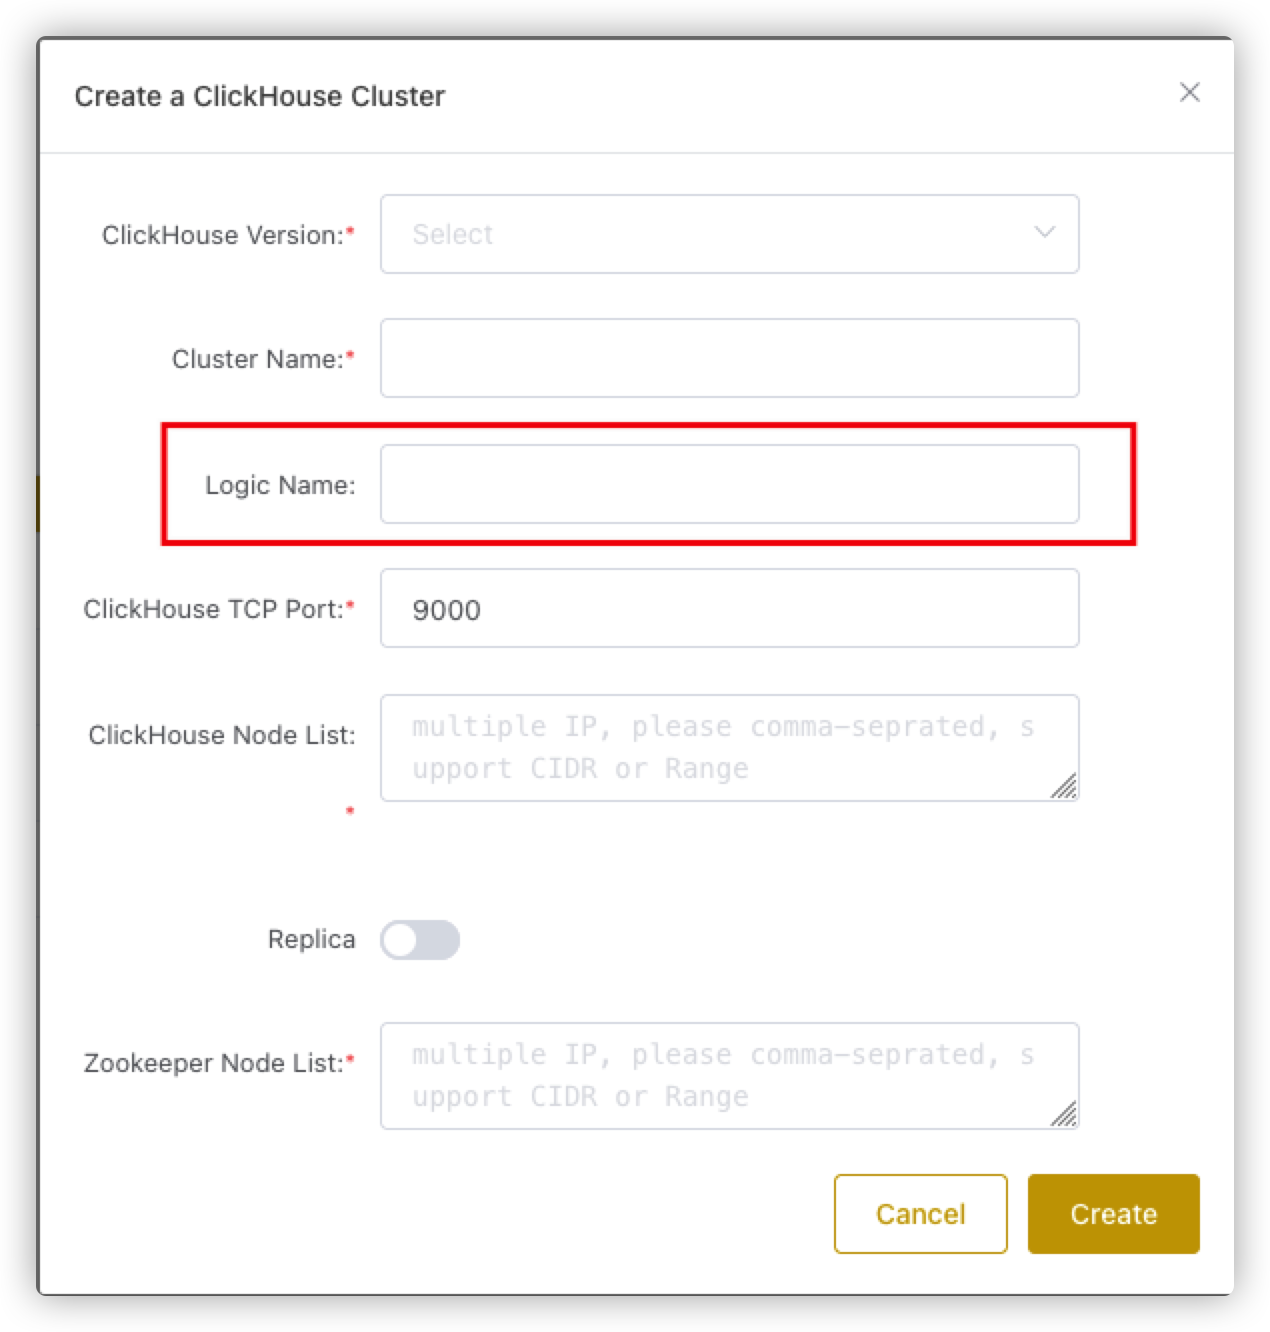 Create a ClickHouse Cluster
ClickHouse Version:*
Select
Cluster Name:*
Logic Name:
ClickHouse TCP Port:*
9000
ClickHouse Node List:
*
multiple IP, please comma-seprated, s
upport CIDR or Range
Replica
Zookeeper Node List:*
multiple IP, please comma-seprated, s
upport CIDR or Range
Cancel
Create